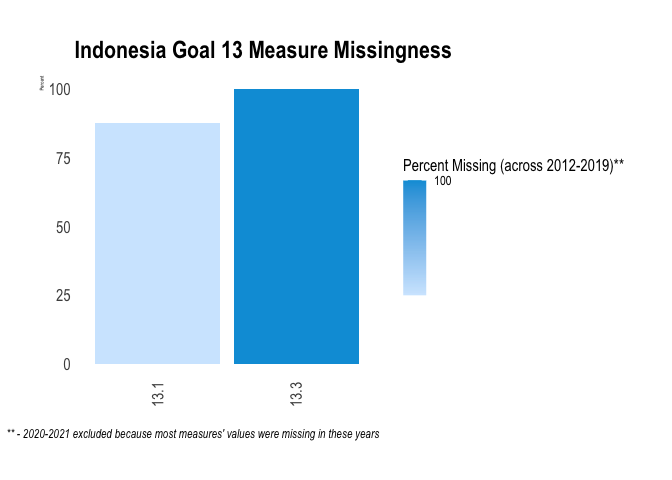 Indonesia Goal 13 Measure Missingness
Percent
100
75
50
25
0
13.1
13.3
Percent Missing (across 2012-2019)**
100
** - 2020-2021 excluded because most measures' values were missing in these years